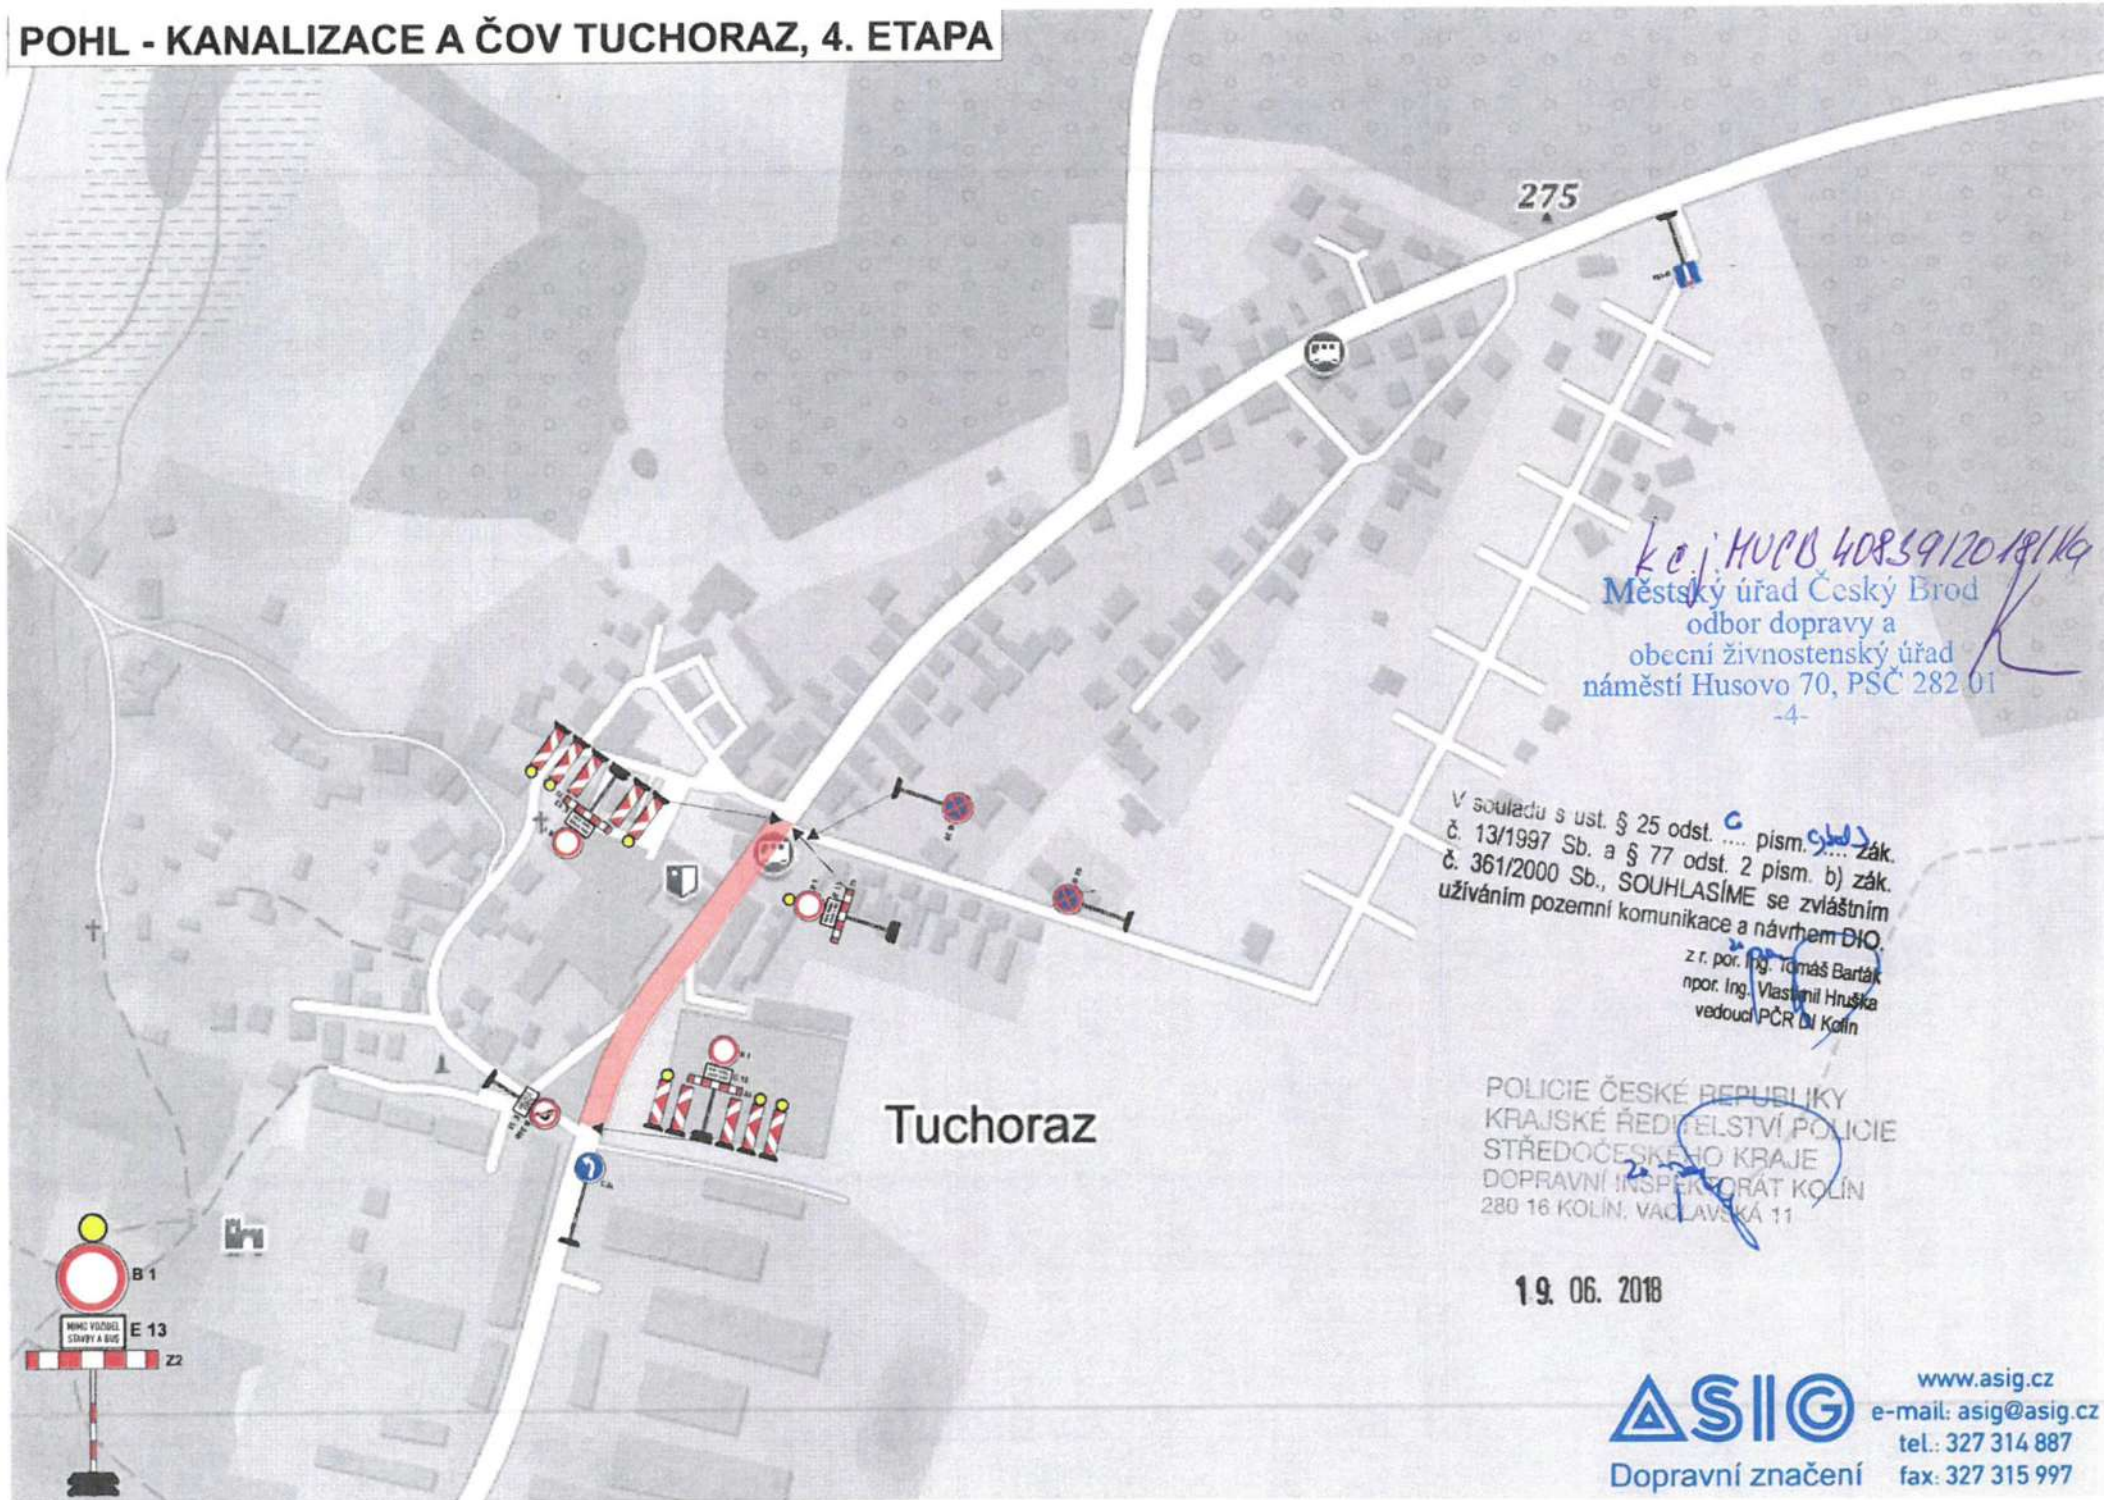 POHL - KANALIZACE A ČOV TUCHORAZ, 4. ETAPA
275
Městský úřad Český Brod
odbor dopravy a
obecní živnostenský úřad
náměstí Husovo 70, PSČ 282 01
-4-
V souladu s ust. § 25 odst. .... písm. .... zák.
č. 13/1997 Sb. a § 77 odst. 2 písm. b) zák.
č. 361/2000 Sb., SOUHLASÍME se zvláštním
užíváním pozemní komunikace a návrhem DIO.
z r. por. Ing. Tomáš Barták
npor. Ing. Vlastimil Hruška
vedoucí PČR DI Kolín
Tuchoraz
POLICIE ČESKÉ REPUBLIKY
KRAJSKÉ ŘEDITELSTVÍ POLICIE
STŘEDOČESKÉHO KRAJE
DOPRAVNÍ INSPEKTORÁT KOLÍN
280 16 KOLÍN, VÁCLAVSKÁ 11
19. 06. 2018
B 1
MIMO VOZIDEL
STAVBY A BUS
E 13
Z2
ASIG
Dopravní značení
www.asig.cz
e-mail: asig@asig.cz
tel.: 327 314 887
fax: 327 315 997